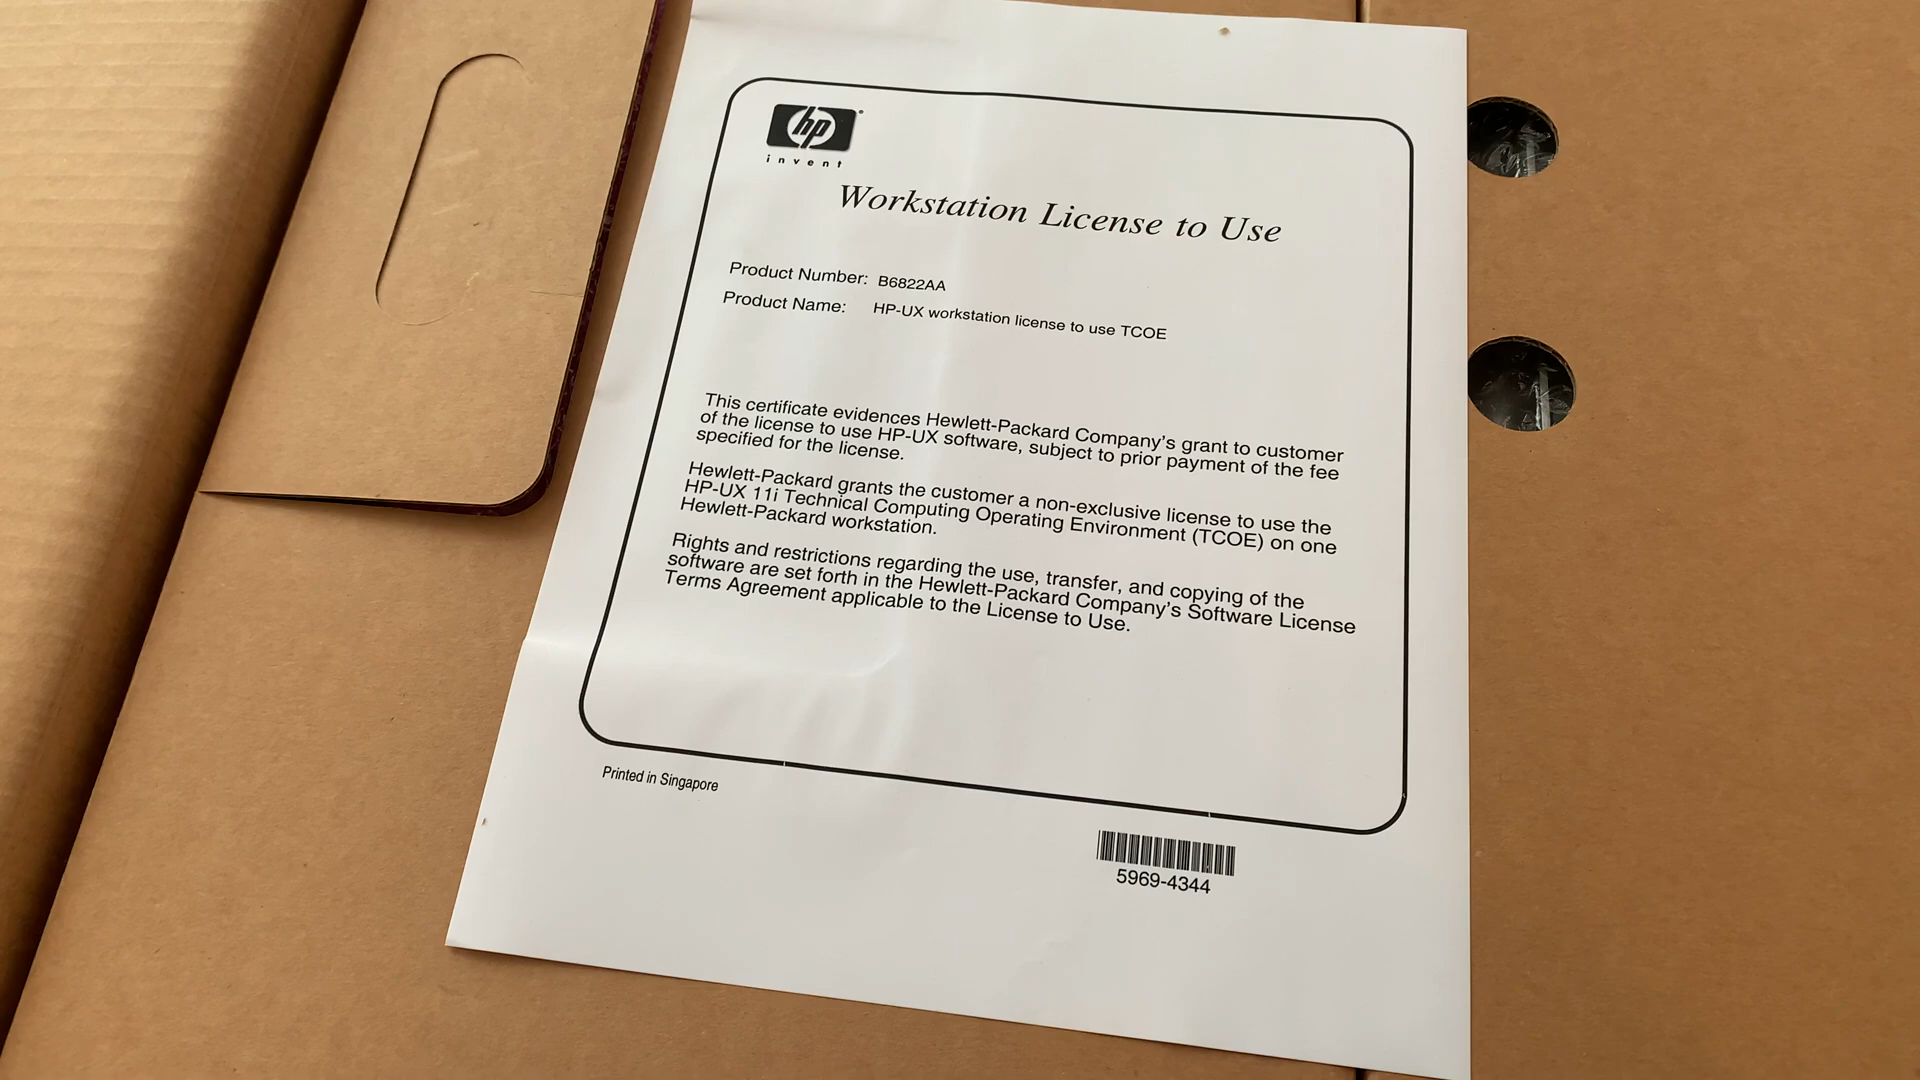 hp
invent
Workstation License to Use
Product Number: B6822AA
Product Name: HP-UX workstation license to use TCOE
This certificate evidences Hewlett-Packard Company's grant to customer
of the license to use HP-UX software, subject to prior payment of the fee
specified for the license.
Hewlett-Packard grants the customer a non-exclusive license to use the
HP-UX 11i Technical Computing Operating Environment (TCOE) on one
Hewlett-Packard workstation.
Rights and restrictions regarding the use, transfer, and copying of the
software are set forth in the Hewlett-Packard Company's Software License
Terms Agreement applicable to the License to Use.
Printed in Singapore
5969-4344